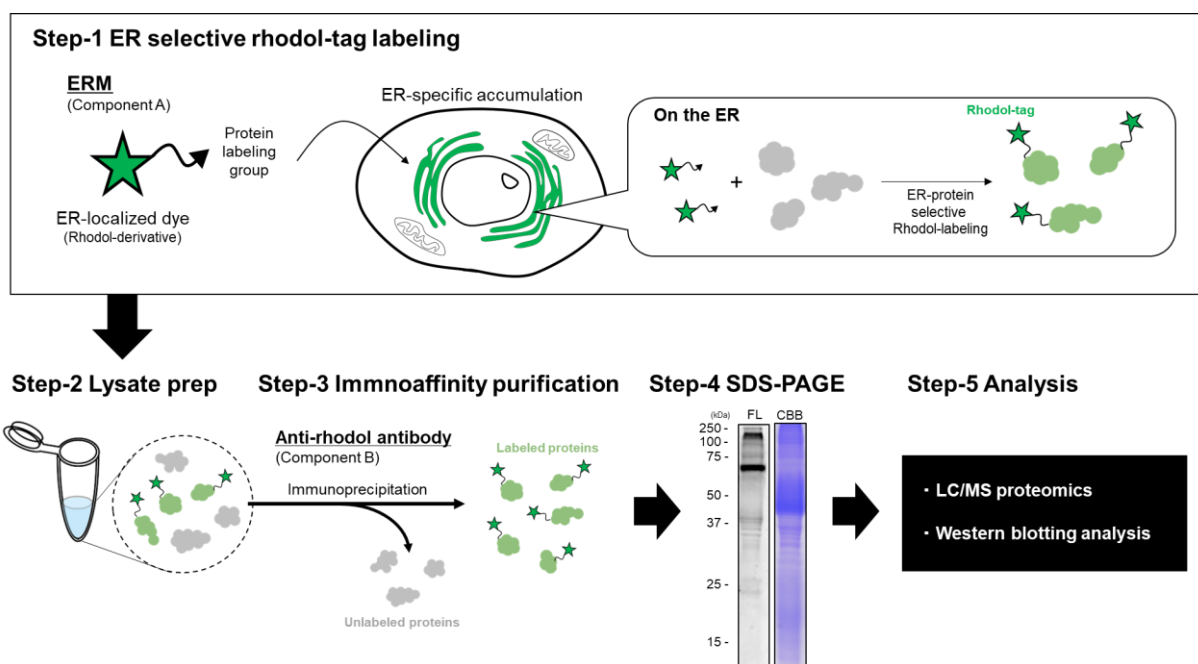 Step-1 ER selective rhodol-tag labeling
ERM
(Component A)
Protein
labeling
group
ER-localized dye
(Rhodol-derivative)
ER-specific accumulation
On the ER
Rhodol-tag
+
ER-protein
selective
Rhodol-labeling
Step-2 Lysate prep
Step-3 Immnoaffinity purification
Anti-rhodol antibody
(Component B)
Immunoprecipitation
Labeled proteins
Unlabeled proteins
Step-4 SDS-PAGE
(kDa) FL CBB
250 -
100 -
75 -
50 -
37 -
25 -
15 -
Step-5 Analysis
・LC/MS proteomics
・Western blotting analysis